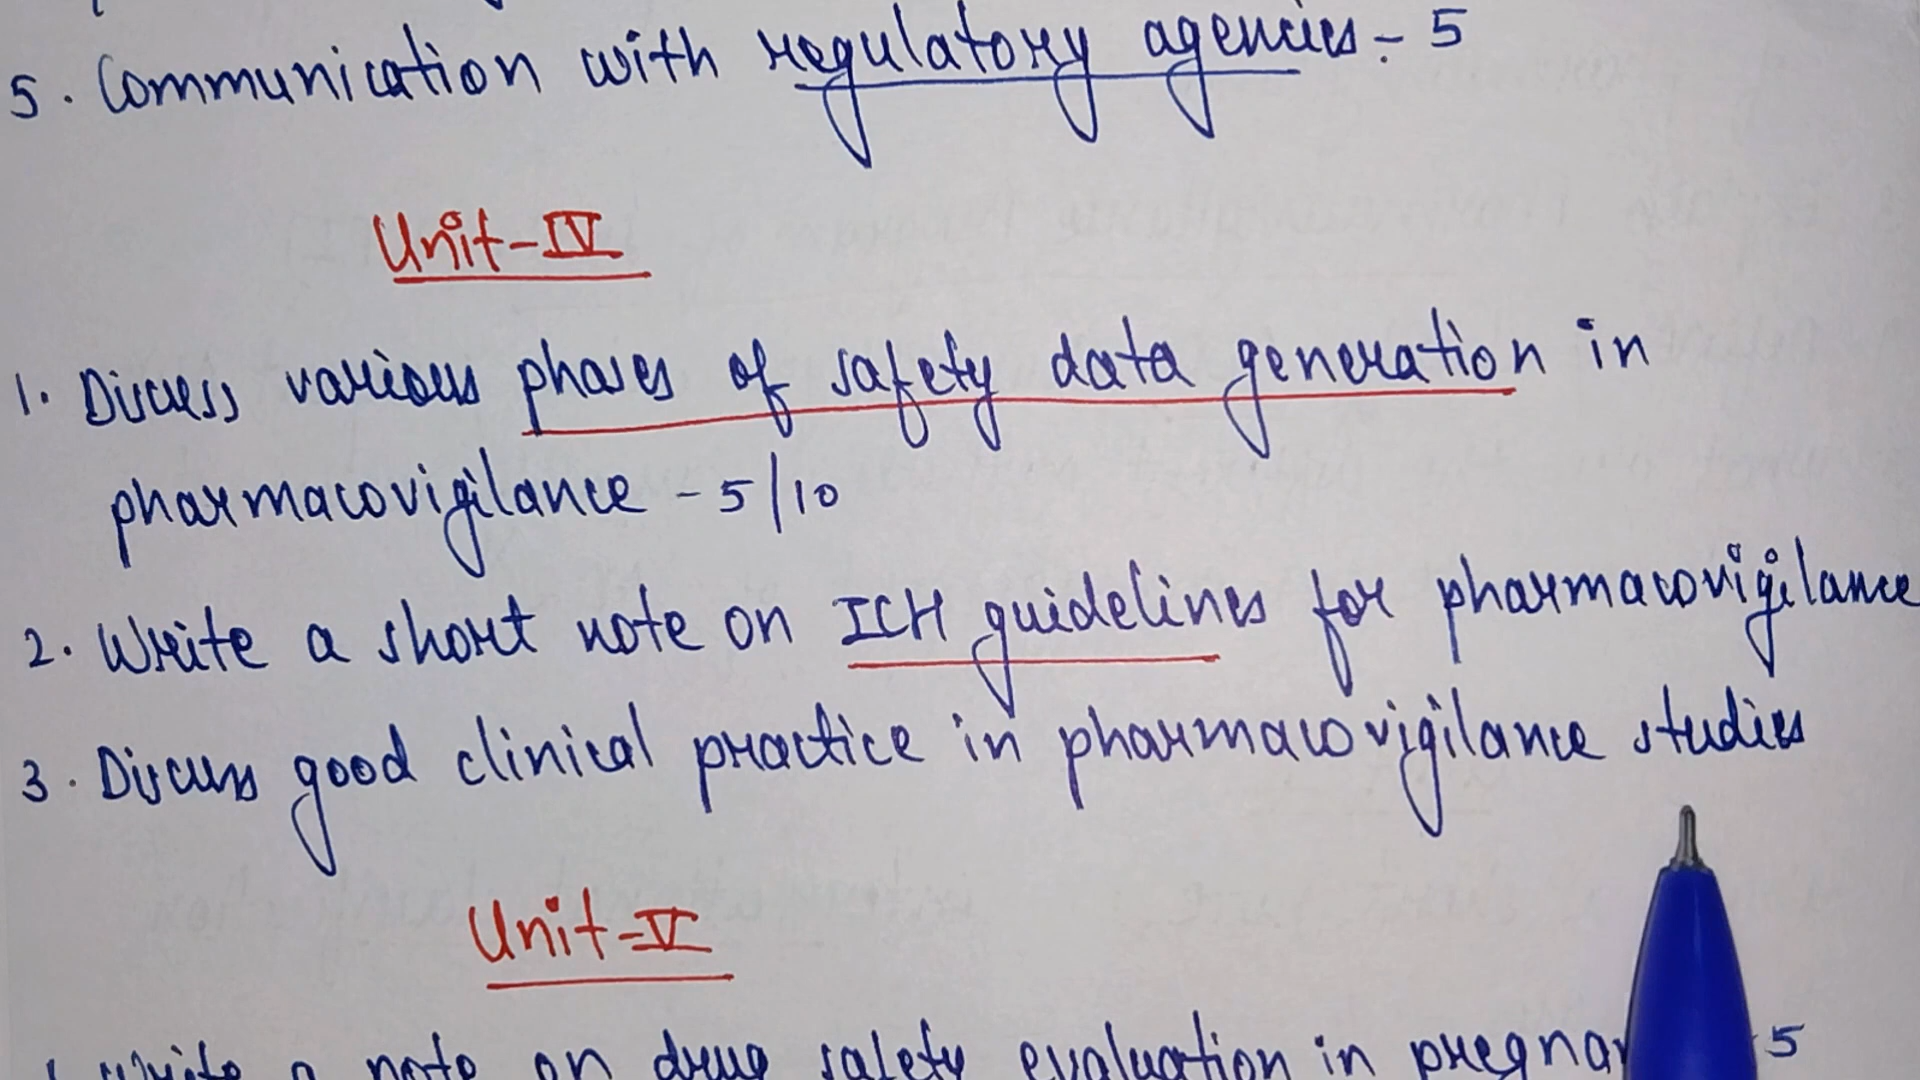 5. Communication with regulatory agencies - 5
Unit-IV
1. Discuss various phases of safety data generation in
pharmacovigilance - 5/10
2. Write a short note on ICH guidelines for pharmacovigilance
3. Discuss good clinical practice in pharmacovigilance studies
Unit-V
1. Write a note on drug safety evaluation in 5